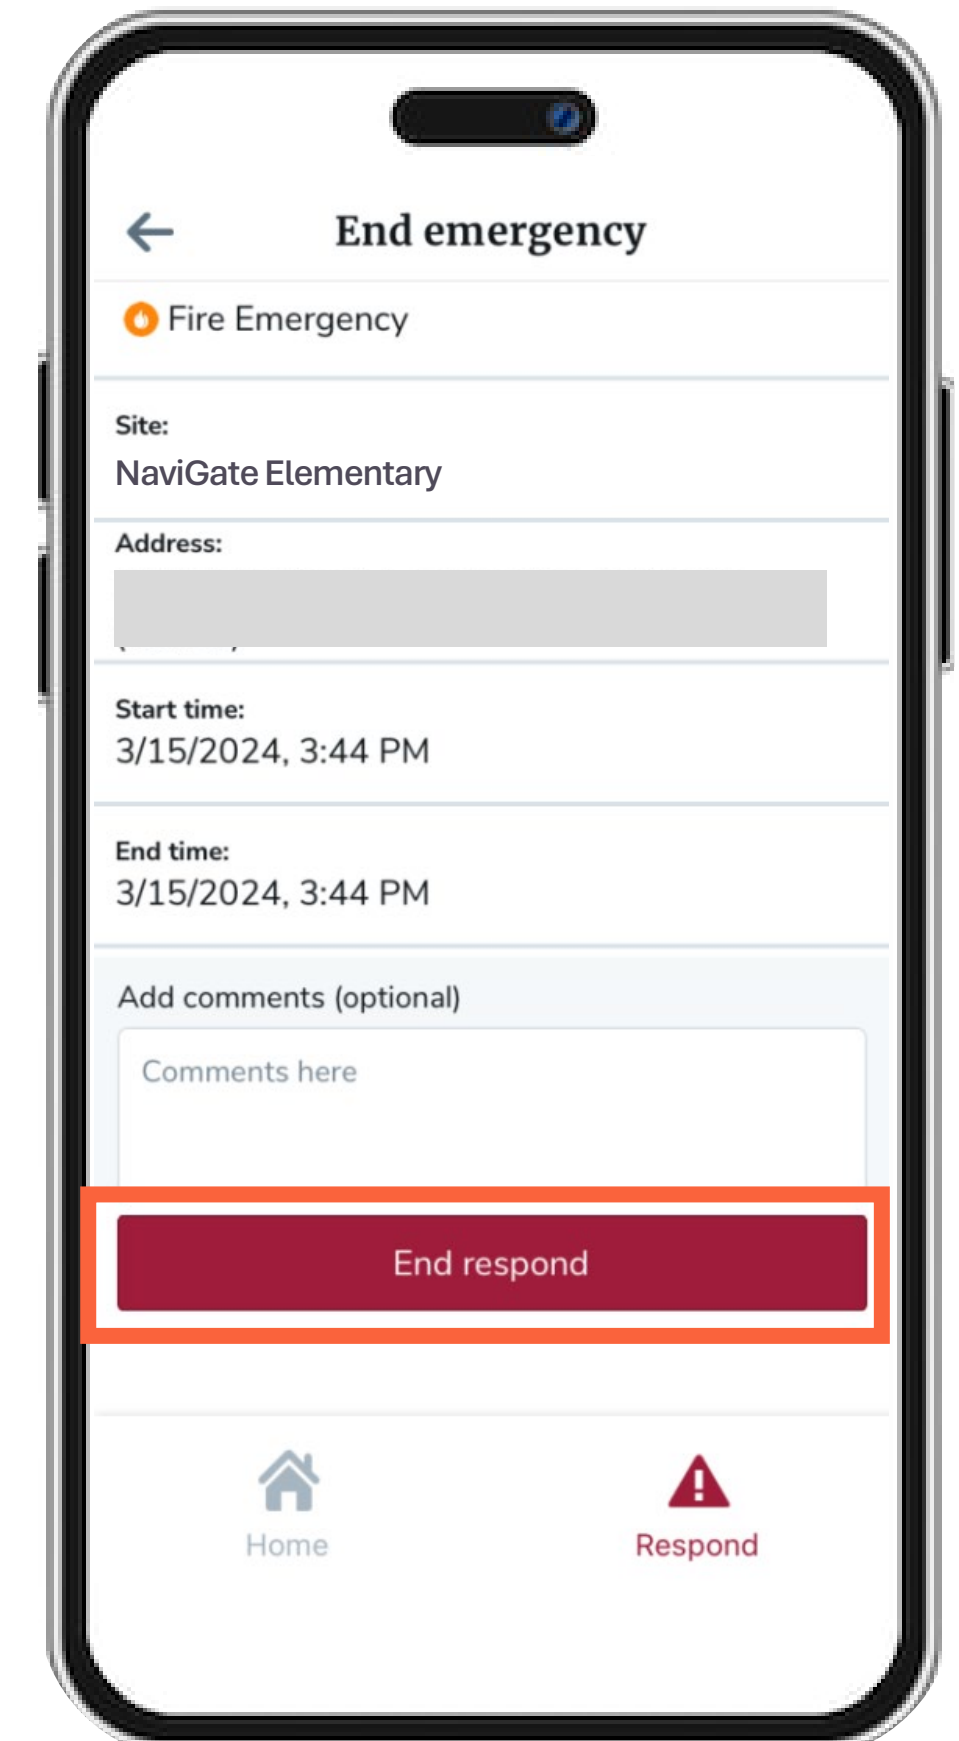 End emergency
Fire Emergency
Site:
NaviGate Elementary
Address:
Start time:
3/15/2024, 3:44 PM
End time:
3/15/2024, 3:44 PM
Add comments (optional)
Comments here
End respond
Home
Respond